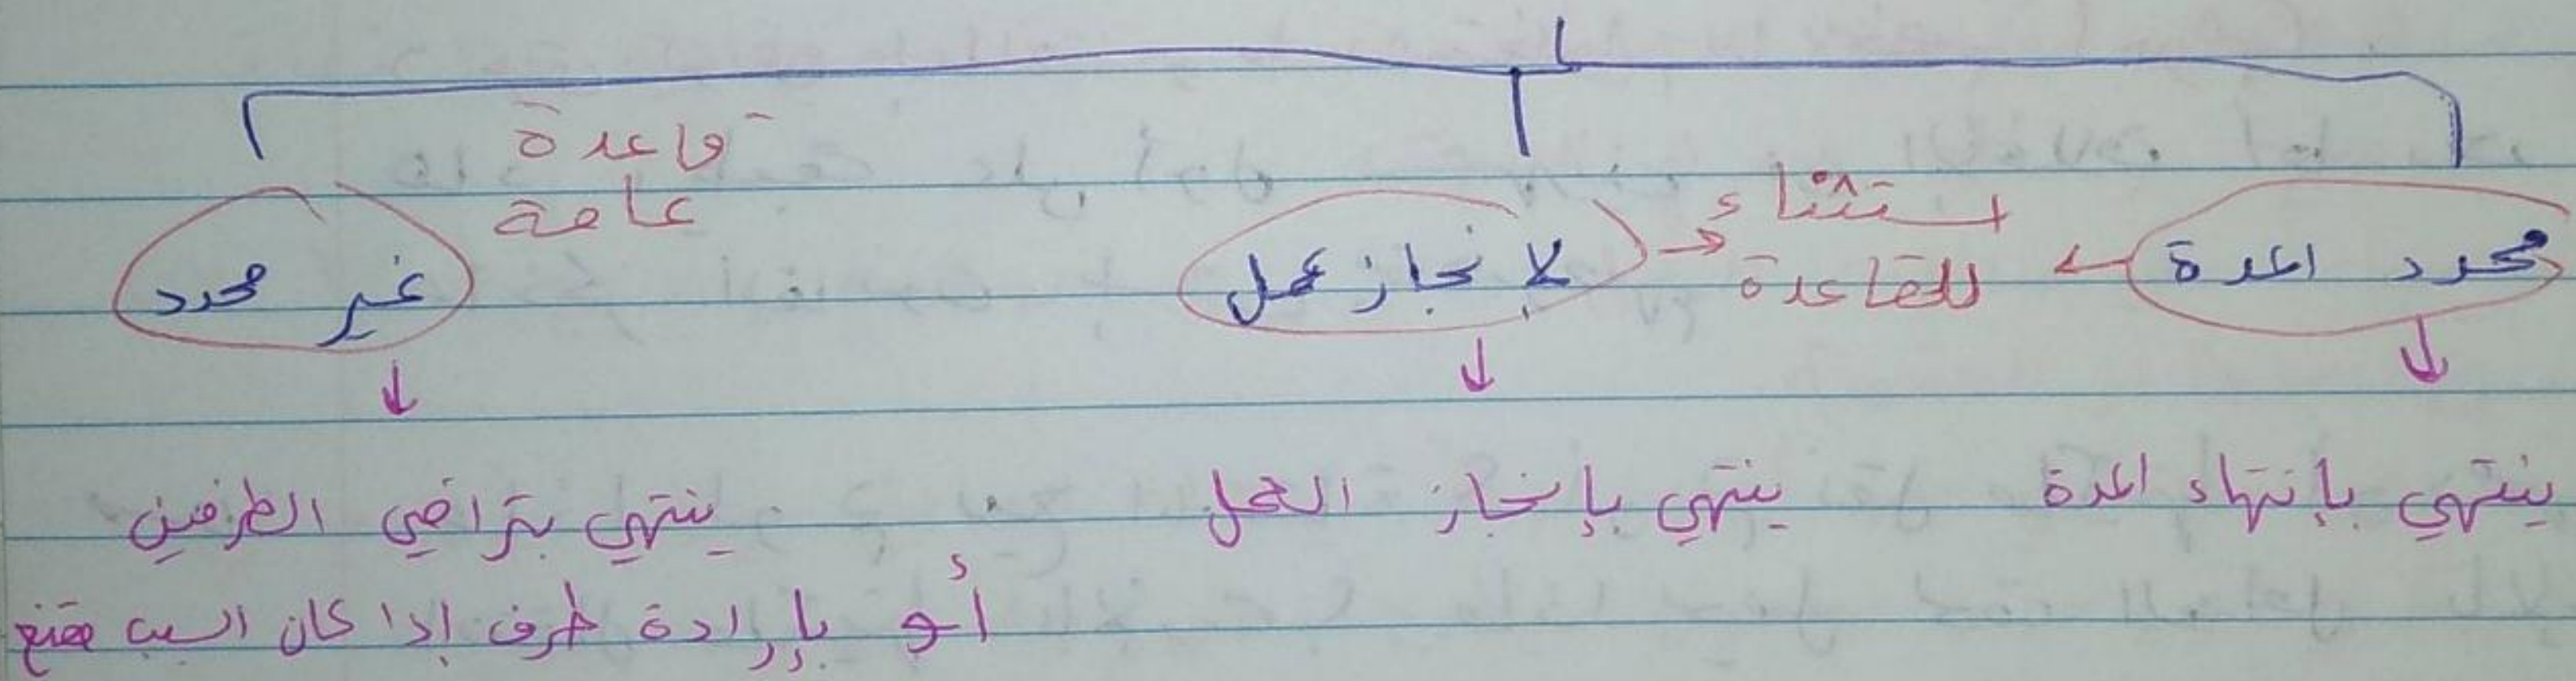 قاعدة
عامة
استثناء
للقاعدة
محدد المدة
لإنجاز عمل
غير محدد
ينتهي بإنتهاء المدة
ينتهي بإنجاز العمل
ينتهي بتراضي الطرفين
أو بإرادة طرف إذا كان السبب مقنع